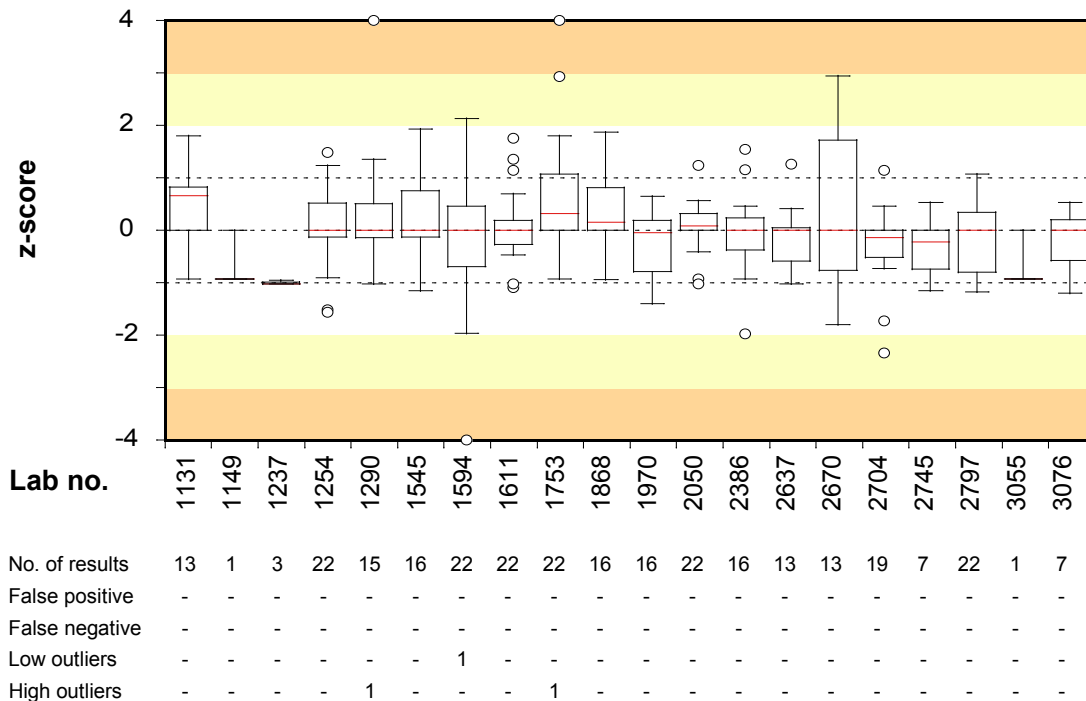 4
2
z-score
0
-2
-4
Lab no. 1131 1149 1237 1254 1290 1545 1594 1611 1753 1868 1970 2050 2386 2637 2670 2704 2745 2797 3055 3076
No. of results 13 1 3 22 15 16 22 22 22 16 16 22 16 13 13 19 7 22 1 7
False positive - - - - - - - - - - - - - - - - - - - -
False negative - - - - - - - - - - - - - - - - - - - -
Low outliers - - - - - - 1 - - - - - - - - - - - - -
High outliers - - - - 1 - - - 1 - - - - - - - - - - -